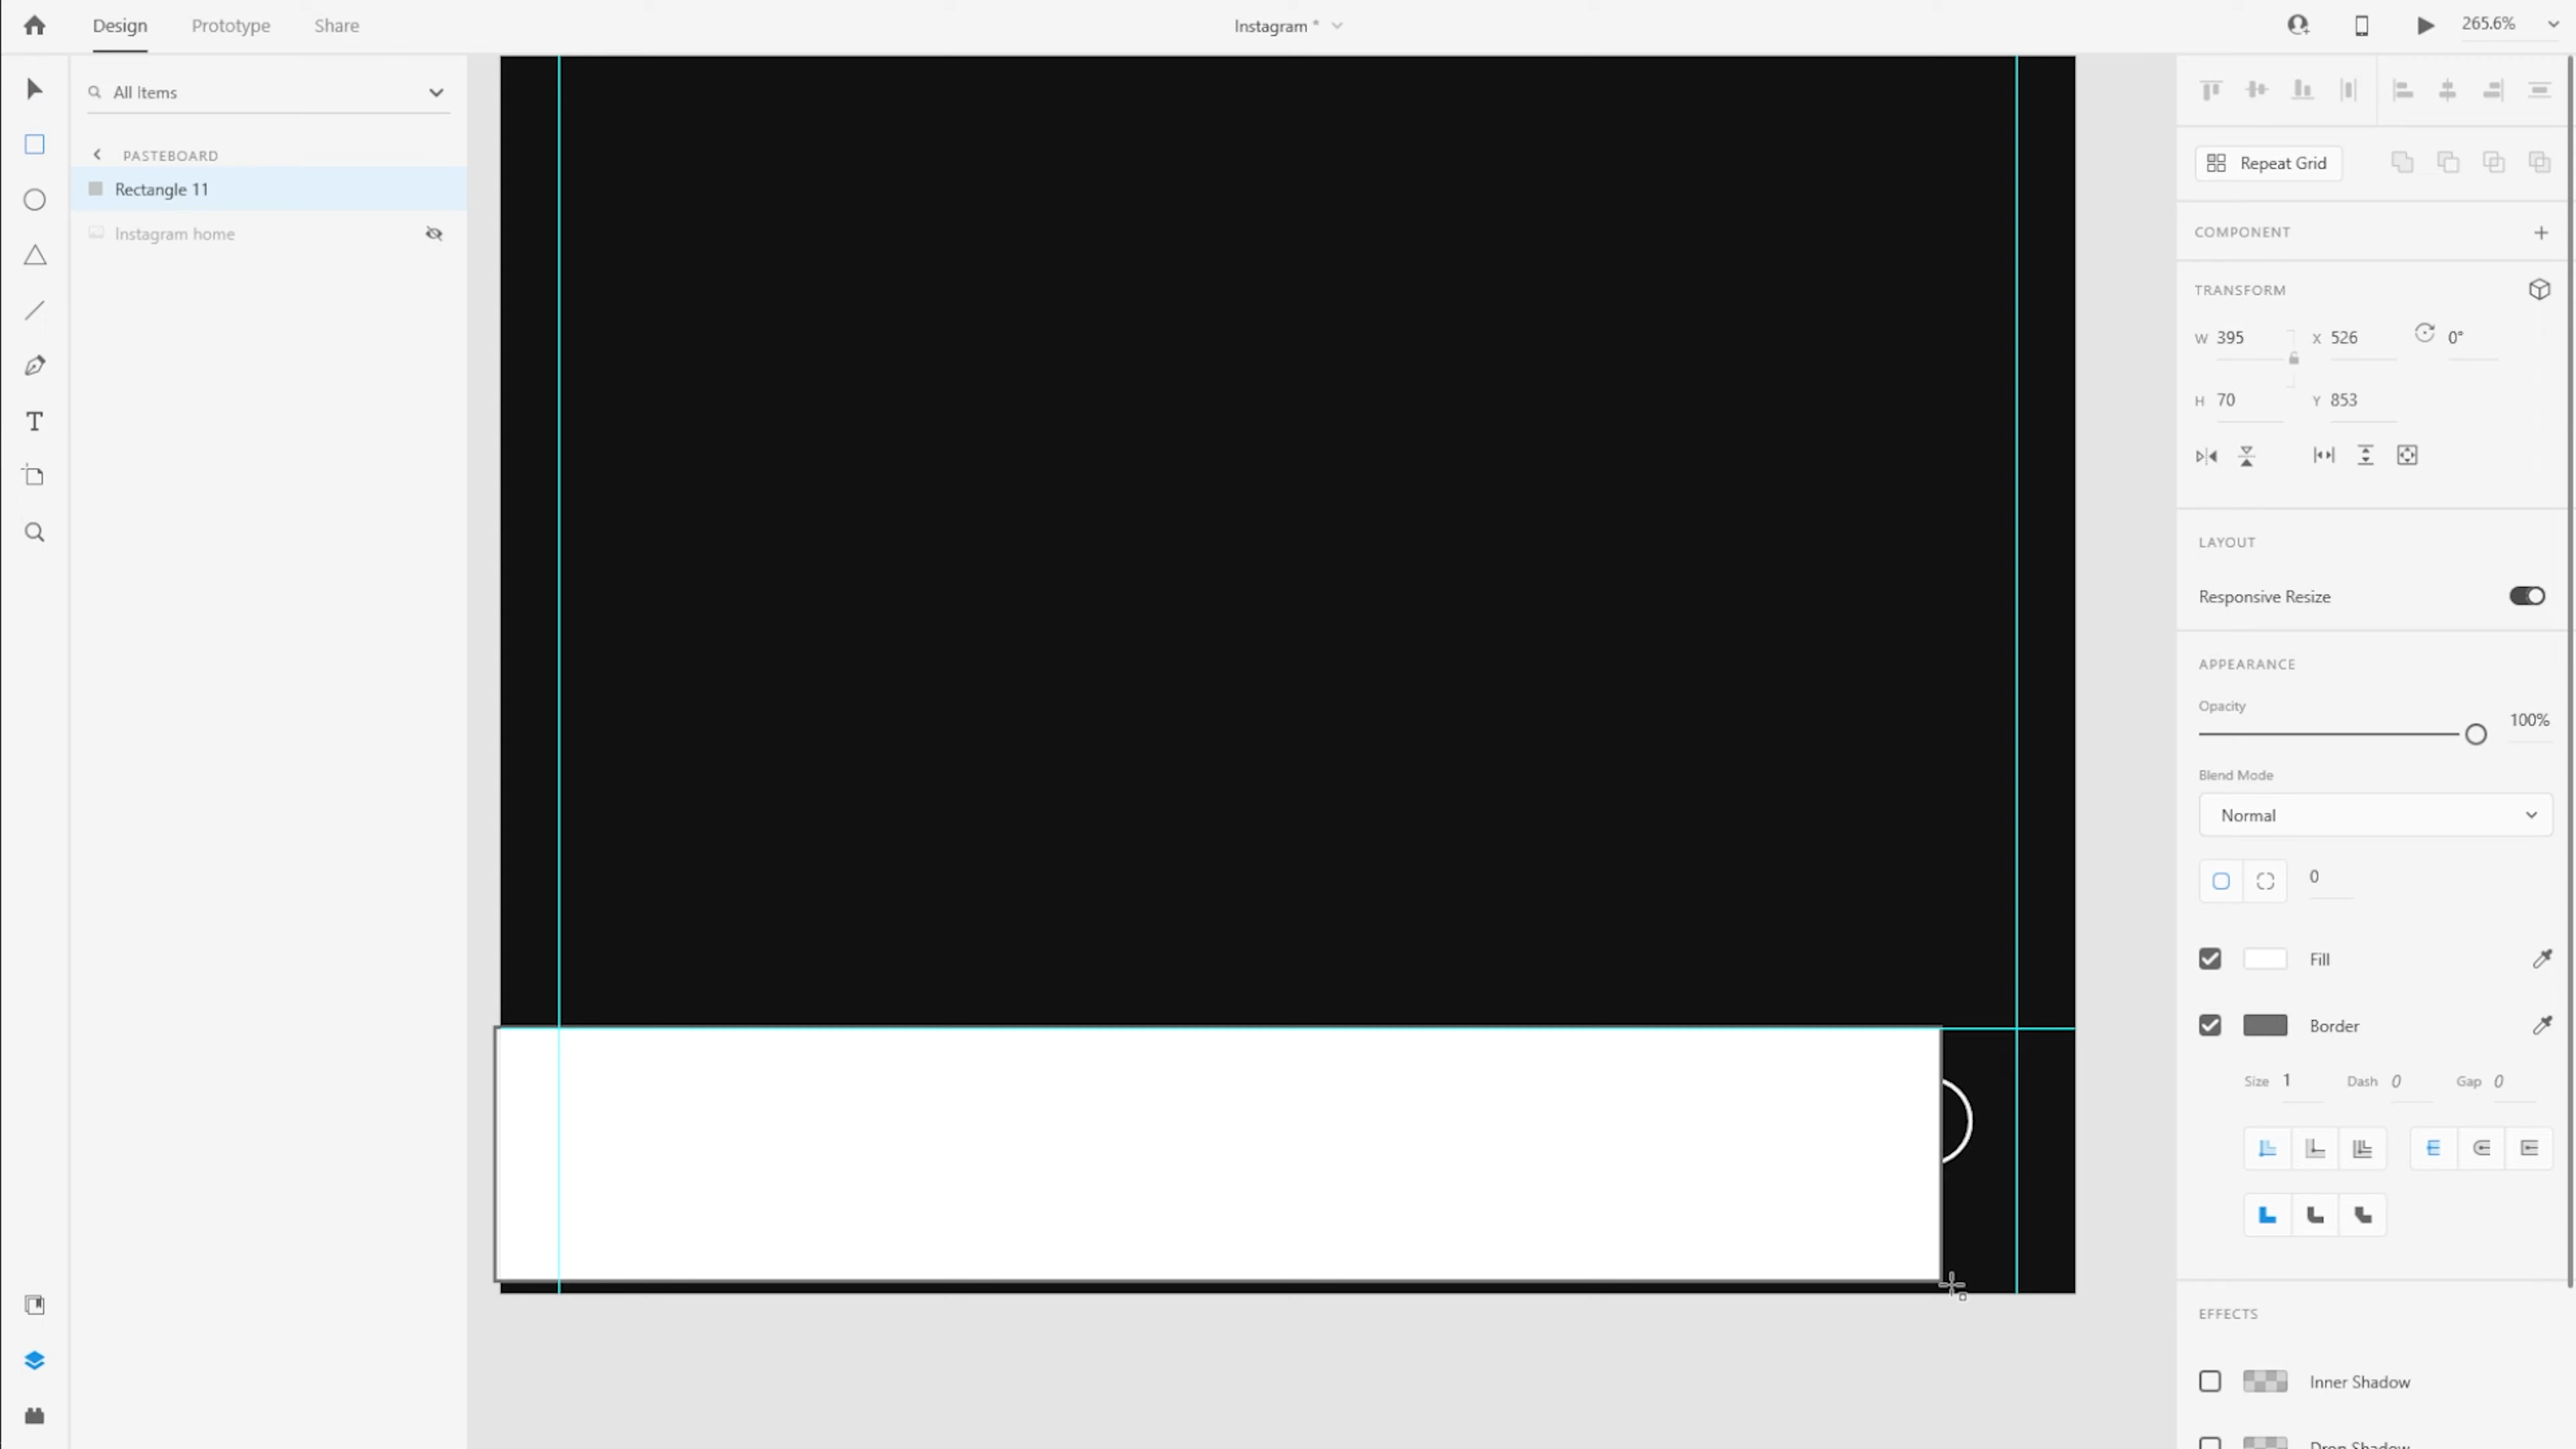 Design Prototype Share Instagram * 265.6%
All Items
PASTEBOARD
Rectangle 11
Instagram home
Repeat Grid
COMPONENT
TRANSFORM
W 395 X 526 0°
H 70 Y 853
LAYOUT
Responsive Resize
APPEARANCE
Opacity
100%
Blend Mode
Normal
0
Fill
Border
Size 1 Dash 0 Gap 0
EFFECTS
Inner Shadow
Drop Shadow